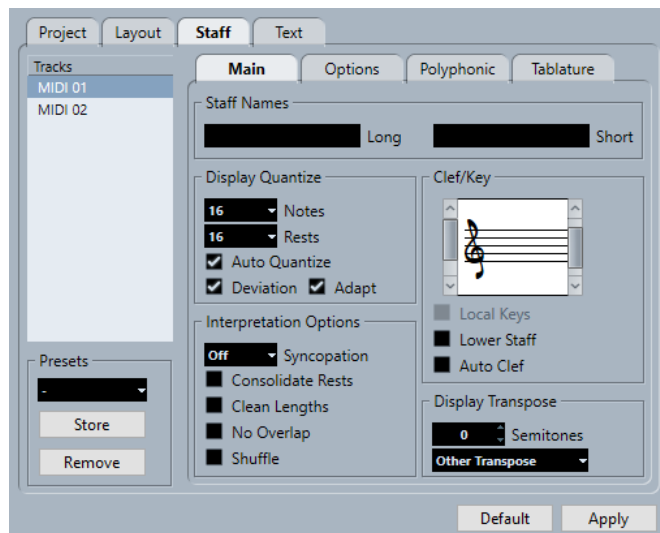 Project Layout Staff Text
Tracks
MIDI 01
MIDI 02
Presets
-
Store
Remove
Main Options Polyphonic Tablature
Staff Names
Long Short
Display Quantize
16 Notes
16 Rests
Auto Quantize
Deviation Adapt
Interpretation Options
Off Syncopation
Consolidate Rests
Clean Lengths
No Overlap
Shuffle
Clef/Key
Local Keys
Lower Staff
Auto Clef
Display Transpose
0 Semitones
Other Transpose
Default Apply